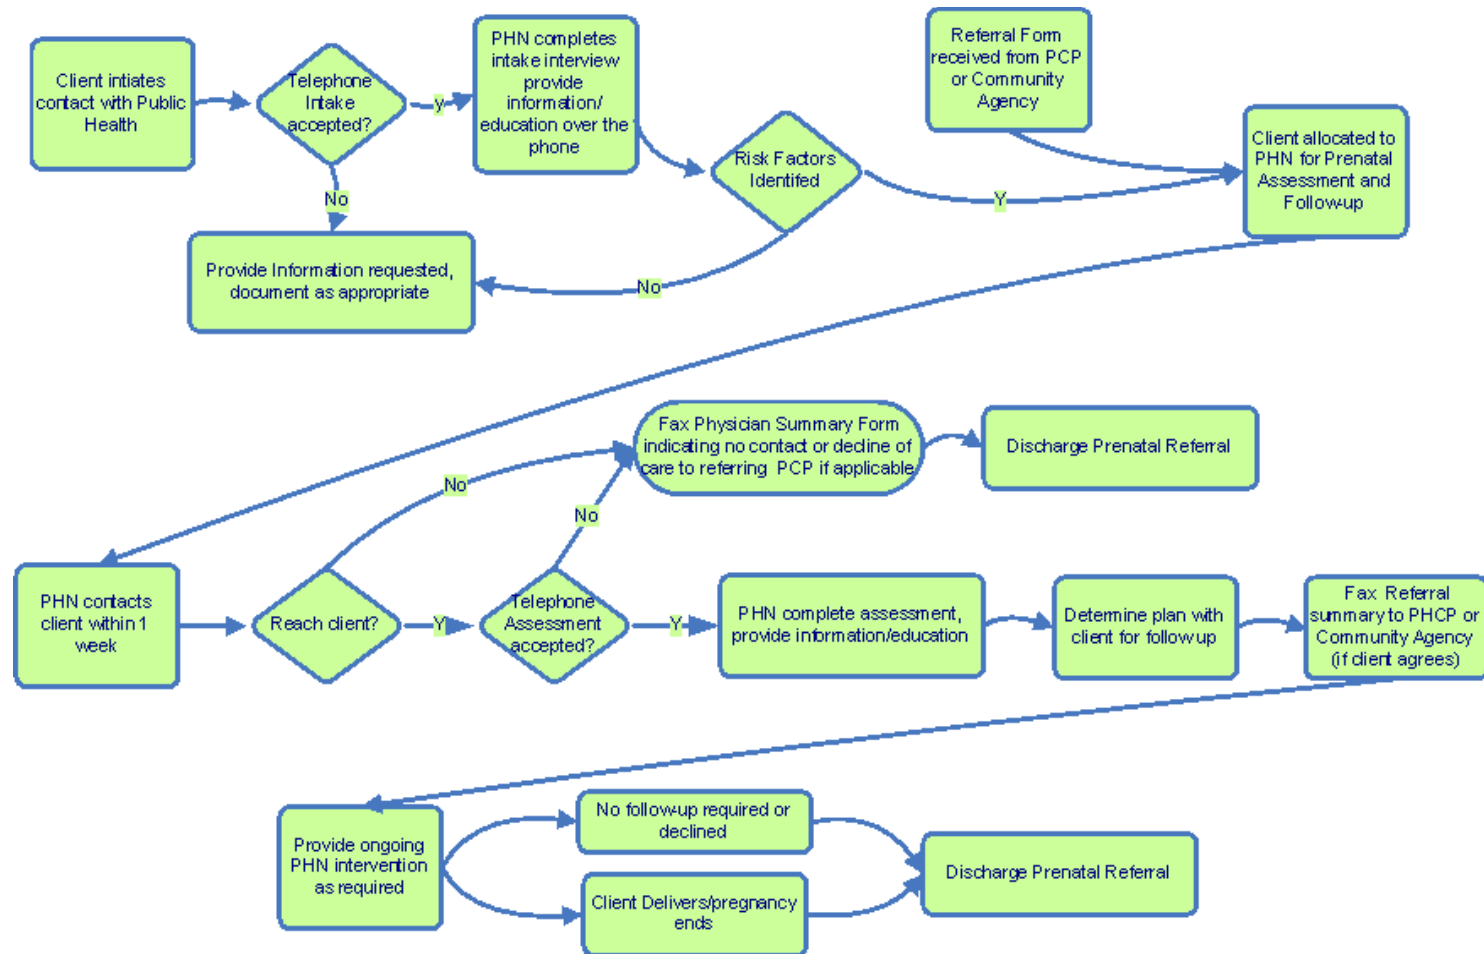 Client intiates
contact with Public
Health
Telephone
Intake
accepted?
y
PHN completes
intake interview
provide
information/
education over the
phone
Referral Form
received from PCP
or Community
Agency
Risk Factors
Identifed
Y
Client allocated to
PHN for Prenatal
Assessment and
Follow-up
No
Provide Information requested,
document as appropriate
No
Fax Physician Summary Form
indicating no contact or decline of
care to referring PCP if applicable
Discharge Prenatal Referral
No
No
PHN contacts
client within 1
week
Reach client?
Y
Telephone
Assessment
accepted?
Y
PHN complete assessment,
provide information/education
Determine plan with
client for follow up
Fax Referral
summary to PHCP or
Community Agency
(if client agrees)
Provide ongoing
PHN intervention
as required
No follow-up required or
declined
Client Delivers/pregnancy
ends
Discharge Prenatal Referral